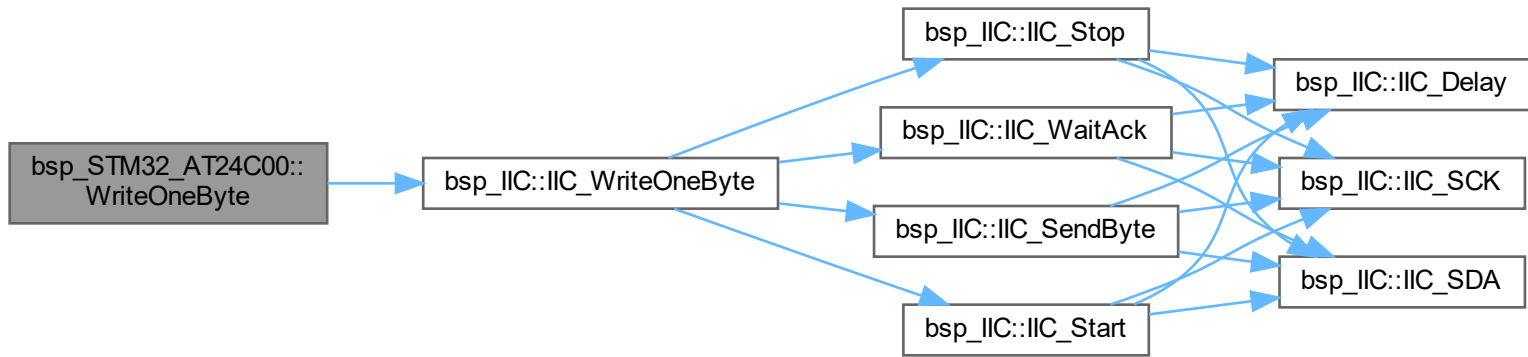 bsp_STM32_AT24C00::
WriteOneByte
bsp_IIC::IIC_WriteOneByte
bsp_IIC::IIC_Stop
bsp_IIC::IIC_WaitAck
bsp_IIC::IIC_SendByte
bsp_IIC::IIC_Start
bsp_IIC::IIC_Delay
bsp_IIC::IIC_SCK
bsp_IIC::IIC_SDA